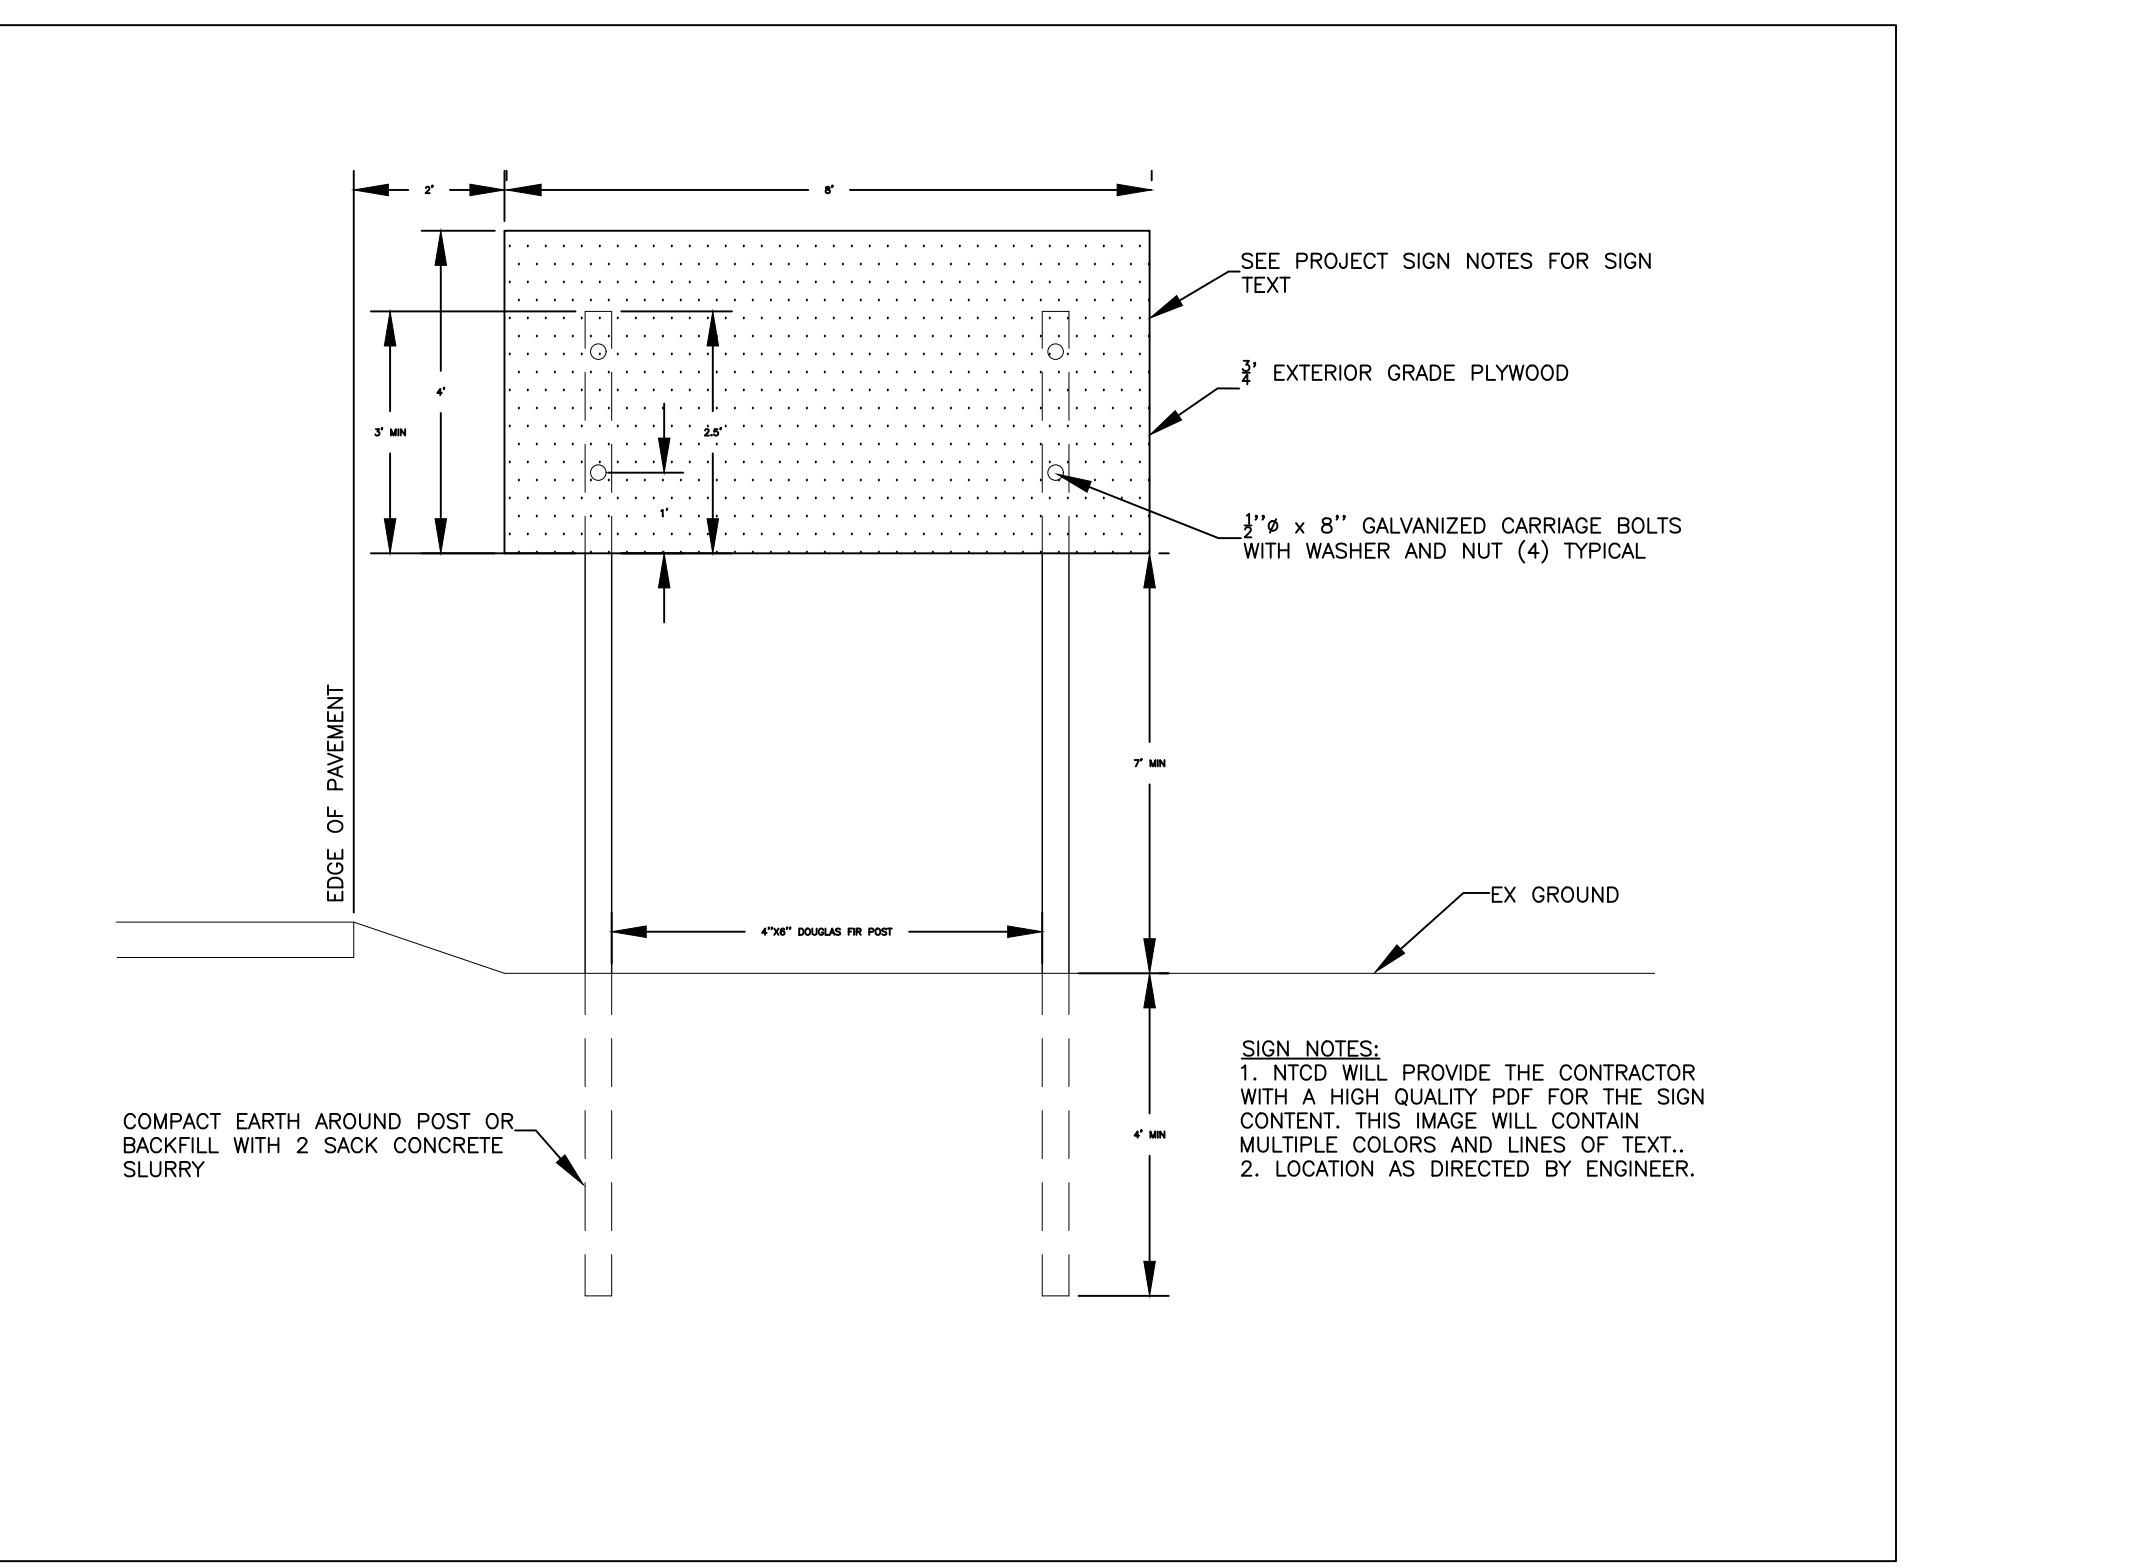 2'
8'
SEE PROJECT SIGN NOTES FOR SIGN
TEXT
3/4' EXTERIOR GRADE PLYWOOD
4'
3' MIN
2.5'
1'
1/2''ø x 8'' GALVANIZED CARRIAGE BOLTS
WITH WASHER AND NUT (4) TYPICAL
EDGE OF PAVEMENT
7' MIN
EX GROUND
4''X6'' DOUGLAS FIR POST
SIGN NOTES:
1. NTCD WILL PROVIDE THE CONTRACTOR
WITH A HIGH QUALITY PDF FOR THE SIGN
CONTENT. THIS IMAGE WILL CONTAIN
MULTIPLE COLORS AND LINES OF TEXT..
2. LOCATION AS DIRECTED BY ENGINEER.
COMPACT EARTH AROUND POST OR
BACKFILL WITH 2 SACK CONCRETE
SLURRY
4' MIN